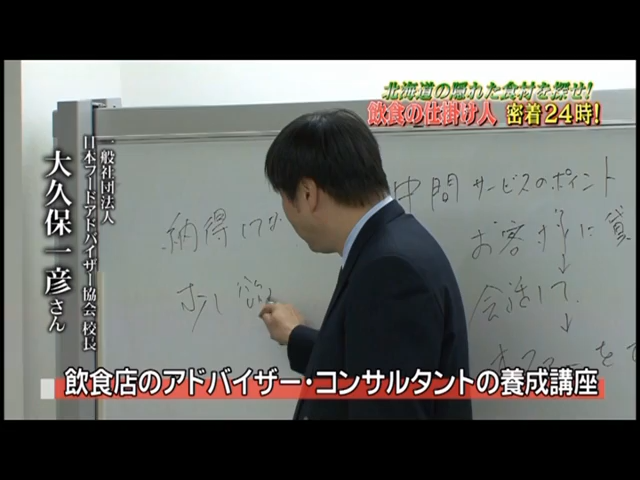 北海道の隠れた食材を探せ!
飲食の仕掛け人 密着24時!
一般社団法人
日本フードアドバイザー協会 校長
大久保一彦さん
中間サービスのポイント
納得して
お客様に
会話して
飲食店のアドバイザー・コンサルタントの養成講座